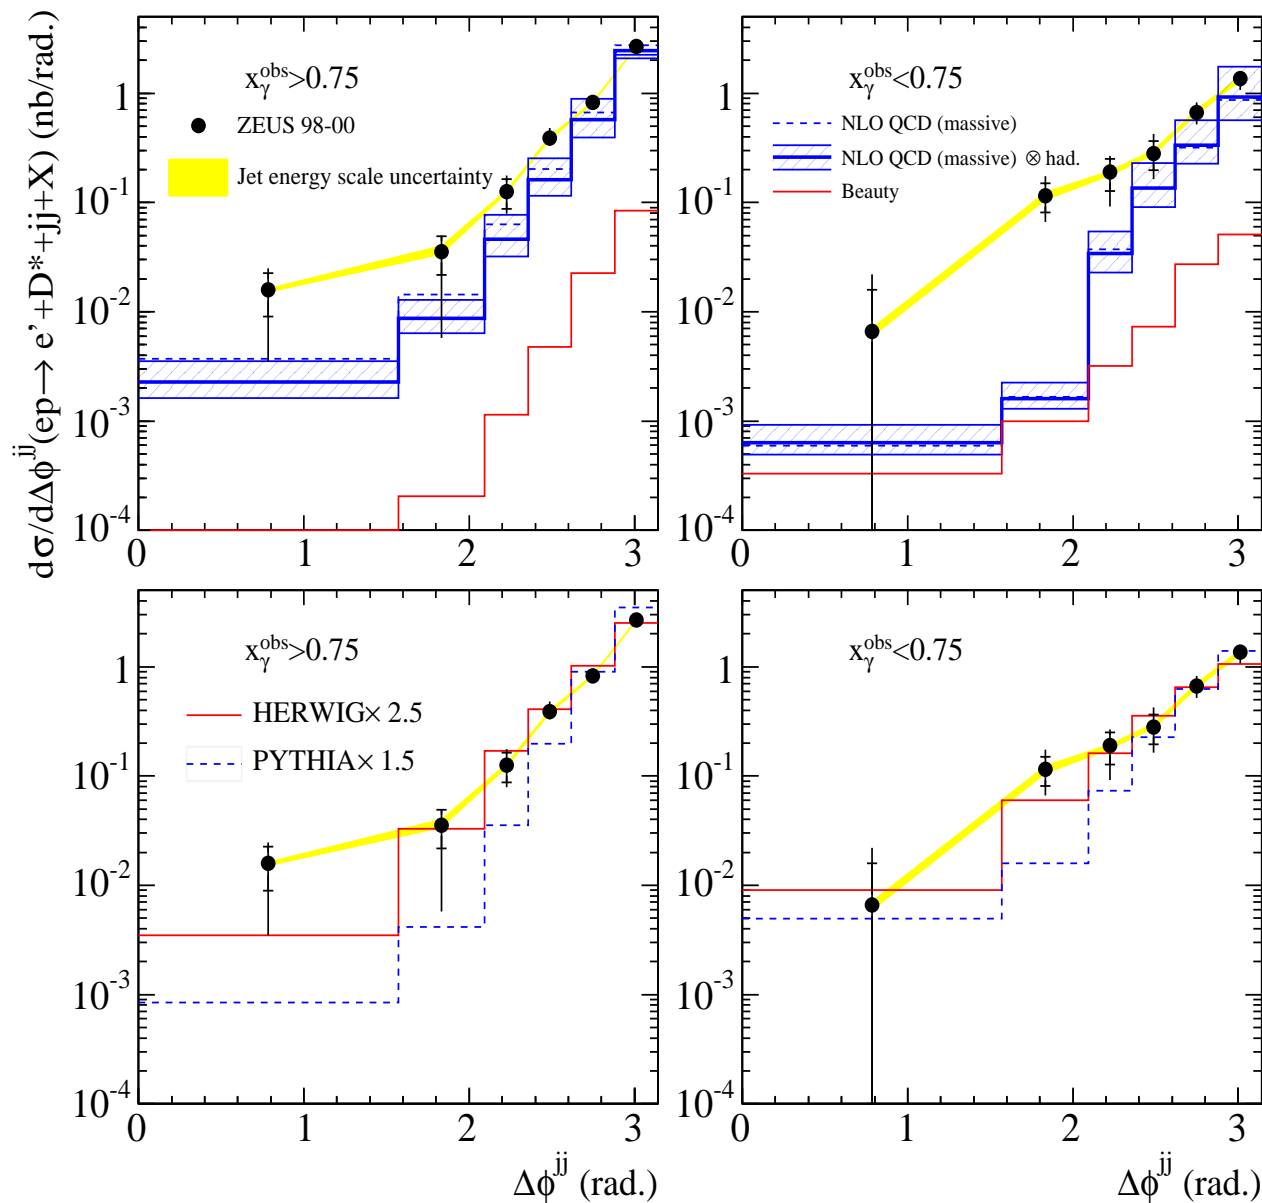 dσ/dΔϕ^jj(ep→ e'+D*+jj+X) (nb/rad.)
x_γ^obs>0.75
ZEUS 98-00
Jet energy scale uncertainty
1
10^-1
10^-2
10^-3
10^-4
0 1 2 3
x_γ^obs<0.75
NLO QCD (massive)
NLO QCD (massive) ⊗ had.
Beauty
1
10^-1
10^-2
10^-3
10^-4
0 1 2 3
x_γ^obs>0.75
HERWIG× 2.5
PYTHIA× 1.5
1
10^-1
10^-2
10^-3
10^-4
0 1 2 3
Δϕ^jj (rad.)
x_γ^obs<0.75
1
10^-1
10^-2
10^-3
10^-4
0 1 2 3
Δϕ^jj (rad.)